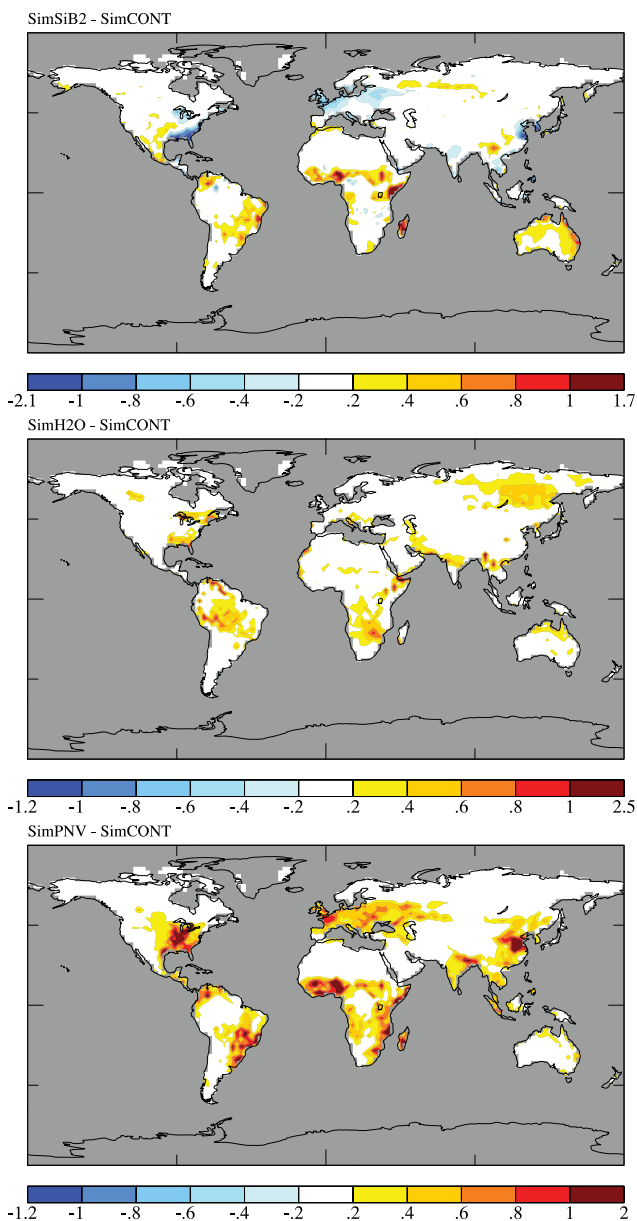 SimSiB2 - SimCONT
-2.1 -1 -.8 -.6 -.4 -.2 .2 .4 .6 .8 1 1.7
SimH2O - SimCONT
-1.2 -1 -.8 -.6 -.4 -.2 .2 .4 .6 .8 1 2.5
SimPNV - SimCONT
-1.2 -1 -.8 -.6 -.4 -.2 .2 .4 .6 .8 1 2